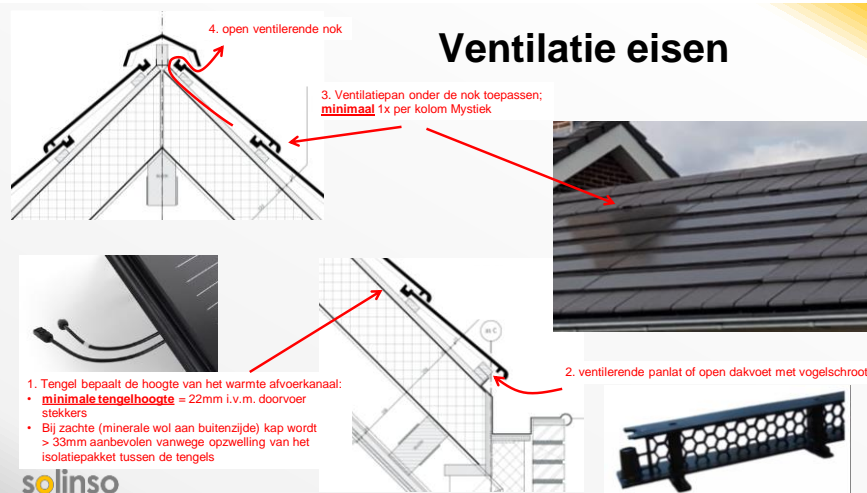 Ventilatie eisen
4. open ventilerende nok
3. Ventilatiepan onder de nok toepassen;
minimaal 1x per kolom Mystiek
1. Tengel bepaalt de hoogte van het warmte afvoerkanaal:
• minimale tengelhoogte = 22mm i.v.m. doorvoer
stekkers
• Bij zachte (minerale wol aan buitenzijde) kap wordt
> 33mm aanbevolen vanwege opzwelling van het
isolatiepakket tussen de tengels
2. ventilerende panlat of open dakvoet met vogelschroot
solinso